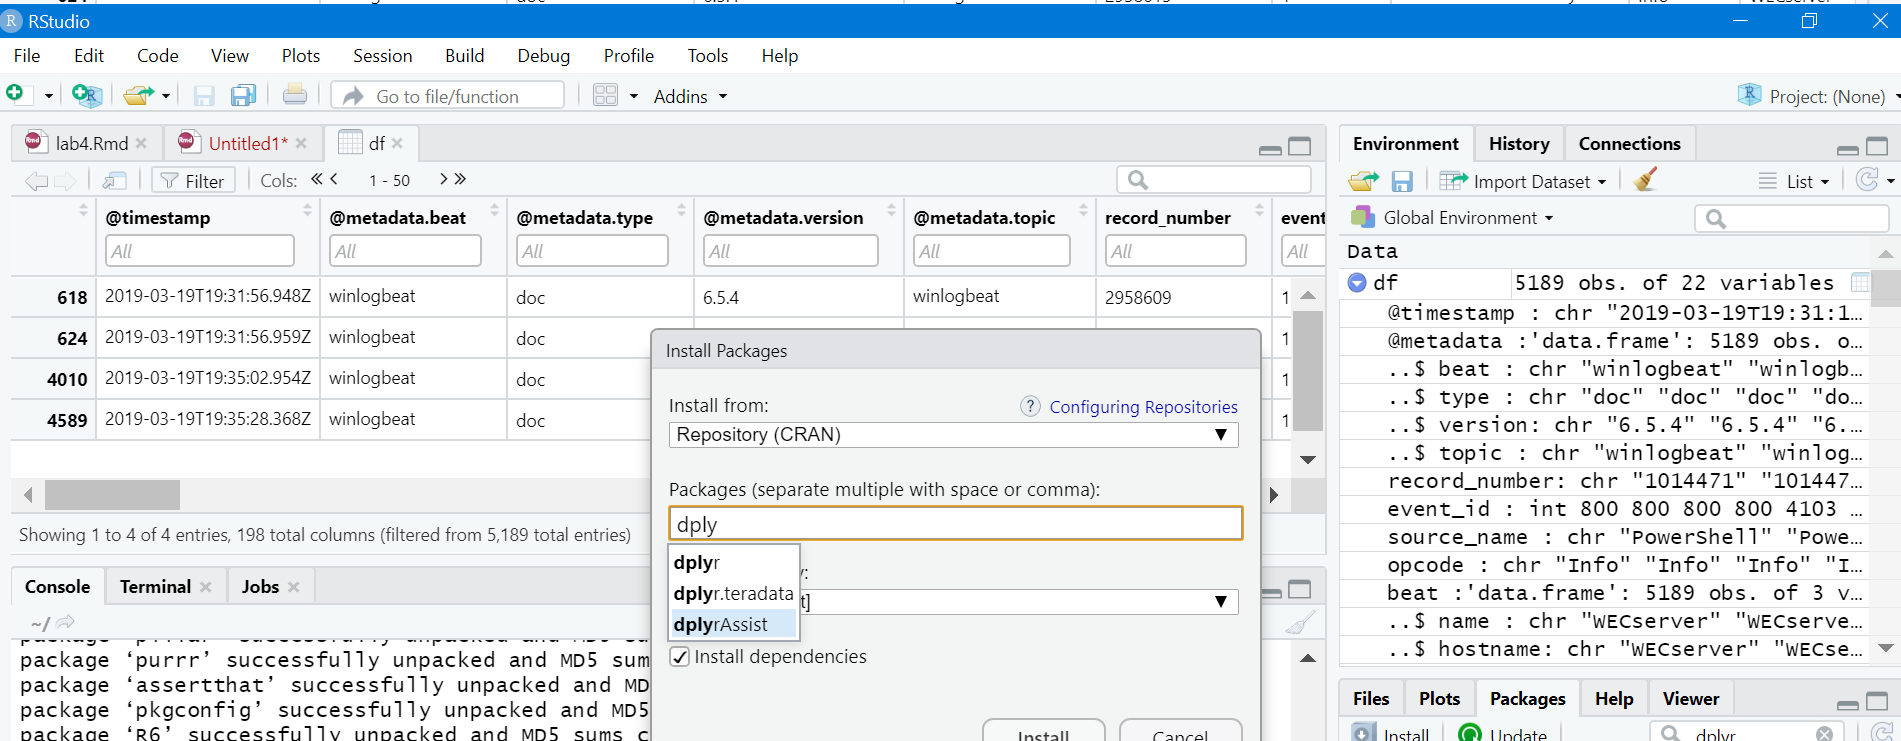 RStudio
File Edit Code View Plots Session Build Debug Profile Tools Help
Go to file/function Addins Project: (None)
lab4.Rmd Untitled1* df
Filter Cols: « < 1 - 50 > »
@timestamp @metadata.beat @metadata.type @metadata.version @metadata.topic record_number event
All All All All All All All
618 2019-03-19T19:31:56.948Z winlogbeat doc 6.5.4 winlogbeat 2958609 1
624 2019-03-19T19:31:56.959Z winlogbeat doc 1
4010 2019-03-19T19:35:02.954Z winlogbeat doc 1
4589 2019-03-19T19:35:28.368Z winlogbeat doc 1
Showing 1 to 4 of 4 entries, 198 total columns (filtered from 5,189 total entries)
Console Terminal Jobs
~/
package ‘purrr’ successfully unpacked and MD5 sum
package ‘assertthat’ successfully unpacked and MD
package ‘pkgconfig’ successfully unpacked and MD5
package ‘R6’ successfully unpacked and MD5 sums c
Install Packages
Install from: ? Configuring Repositories
Repository (CRAN)
Packages (separate multiple with space or comma):
dply
dplyr
dplyr.teradata
dplyrAssist
y:
t]
Install dependencies
Install Cancel
Environment History Connections
Import Dataset List
Global Environment
Data
df 5189 obs. of 22 variables
@timestamp : chr "2019-03-19T19:31:1…
@metadata :'data.frame': 5189 obs. o…
..$ beat : chr "winlogbeat" "winlogb…
..$ type : chr "doc" "doc" "doc" "do…
..$ version: chr "6.5.4" "6.5.4" "6.…
..$ topic : chr "winlogbeat" "winlog…
record_number: chr "1014471" "101447…
event_id : int 800 800 800 800 4103 …
source_name : chr "PowerShell" "Powe…
opcode : chr "Info" "Info" "Info" "I…
beat :'data.frame': 5189 obs. of 3 v…
..$ name : chr "WECserver" "WECserve…
..$ hostname: chr "WECserver" "WECse…
Files Plots Packages Help Viewer
Install Update dplyr